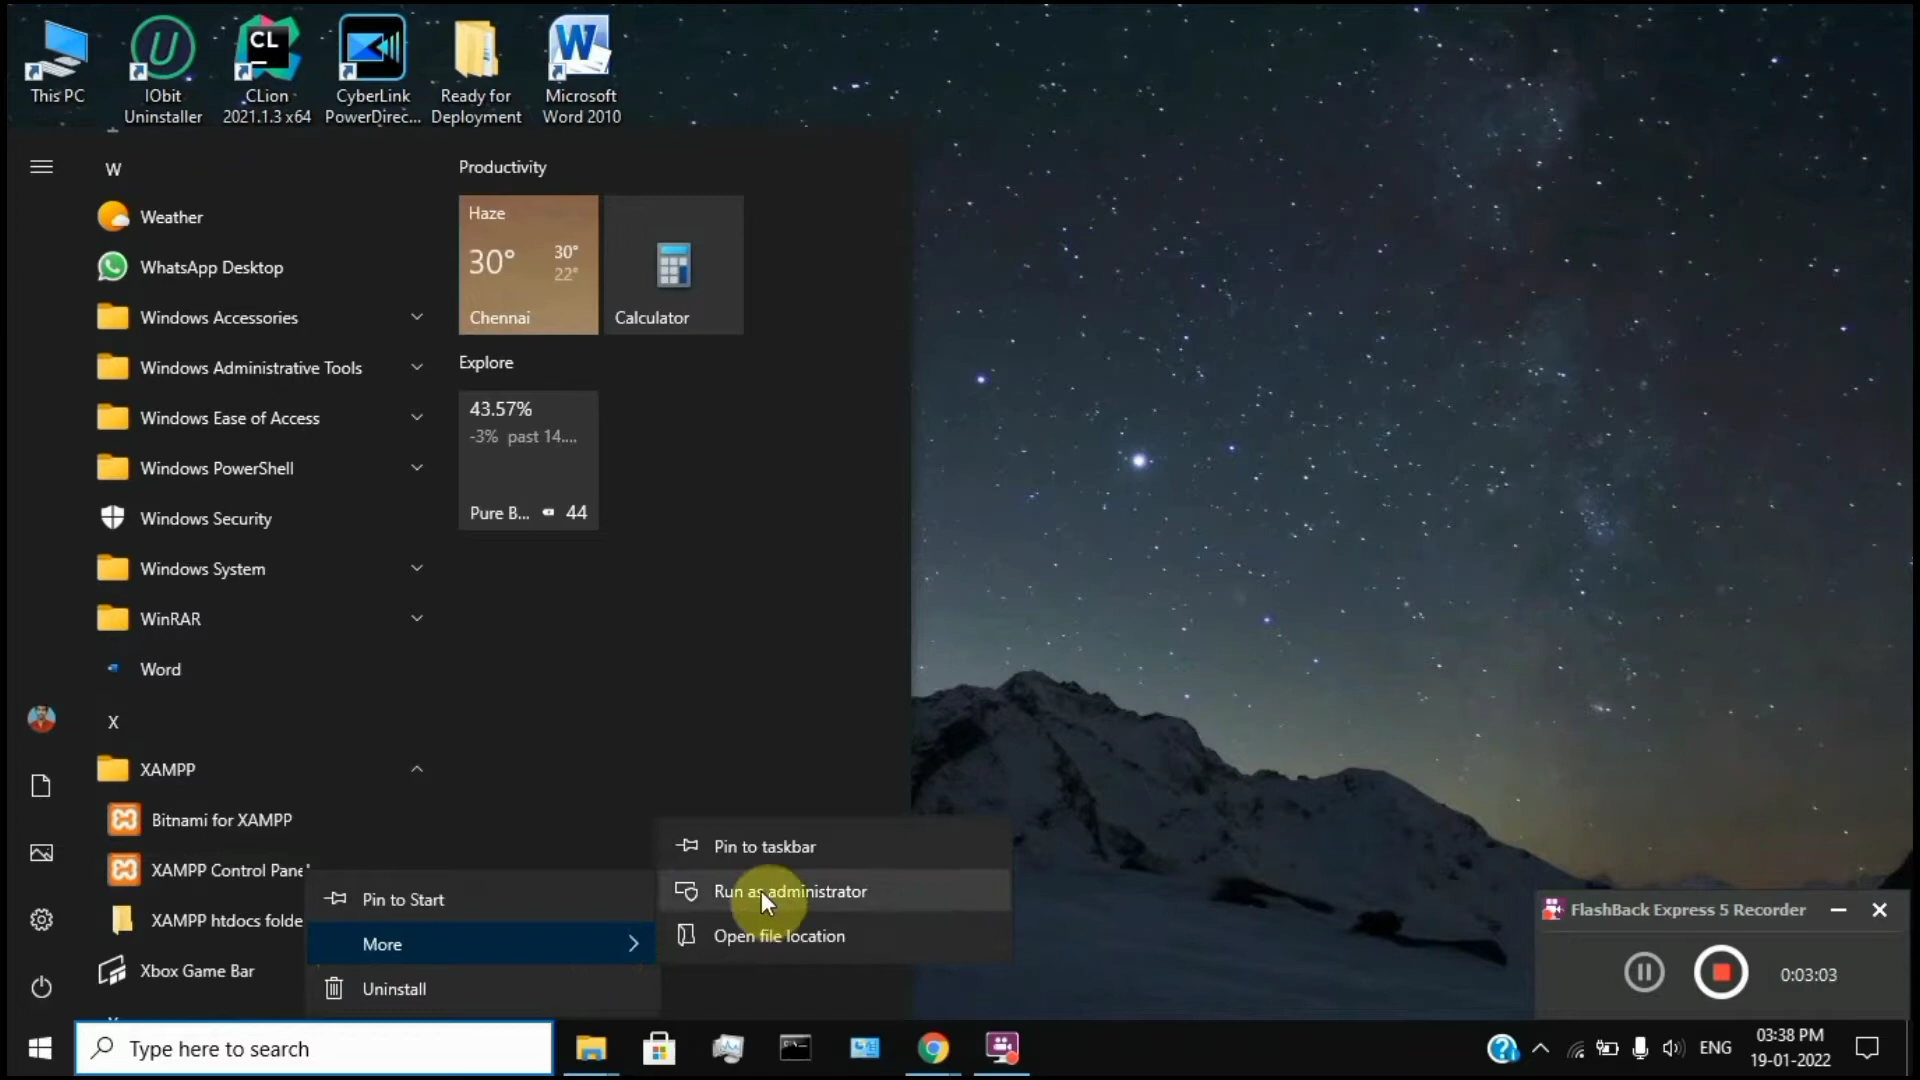 This PC
IObit
Uninstaller
CL
CLion
2021.1.3 x64
CyberLink
PowerDirec...
Ready for
Deployment
W
Microsoft
Word 2010
W
Weather
WhatsApp Desktop
Windows Accessories
Windows Administrative Tools
Windows Ease of Access
Windows PowerShell
Windows Security
Windows System
WinRAR
Word
X
XAMPP
Bitnami for XAMPP
XAMPP Control Pane
XAMPP htdocs folde
Xbox Game Bar
Productivity
Haze
30°
30°
22°
Chennai
Calculator
Explore
43.57%
-3% past 14....
Pure B... 44
Pin to Start
More
Uninstall
Pin to taskbar
Run as administrator
Open file location
FlashBack Express 5 Recorder
0:03:03
Type here to search
ENG
03:38 PM
19-01-2022